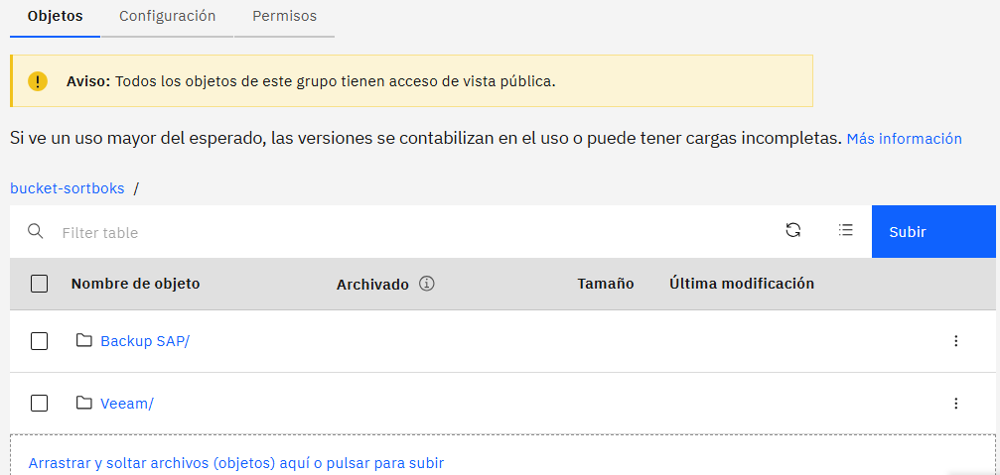 Objetos Configuración Permisos
Aviso: Todos los objetos de este grupo tienen acceso de vista pública.
Si ve un uso mayor del esperado, las versiones se contabilizan en el uso o puede tener cargas incompletas. Más información
bucket-sortboks /
Filter table Subir
Nombre de objeto Archivado Tamaño Última modificación
Backup SAP/
Veeam/
Arrastrar y soltar archivos (objetos) aquí o pulsar para subir